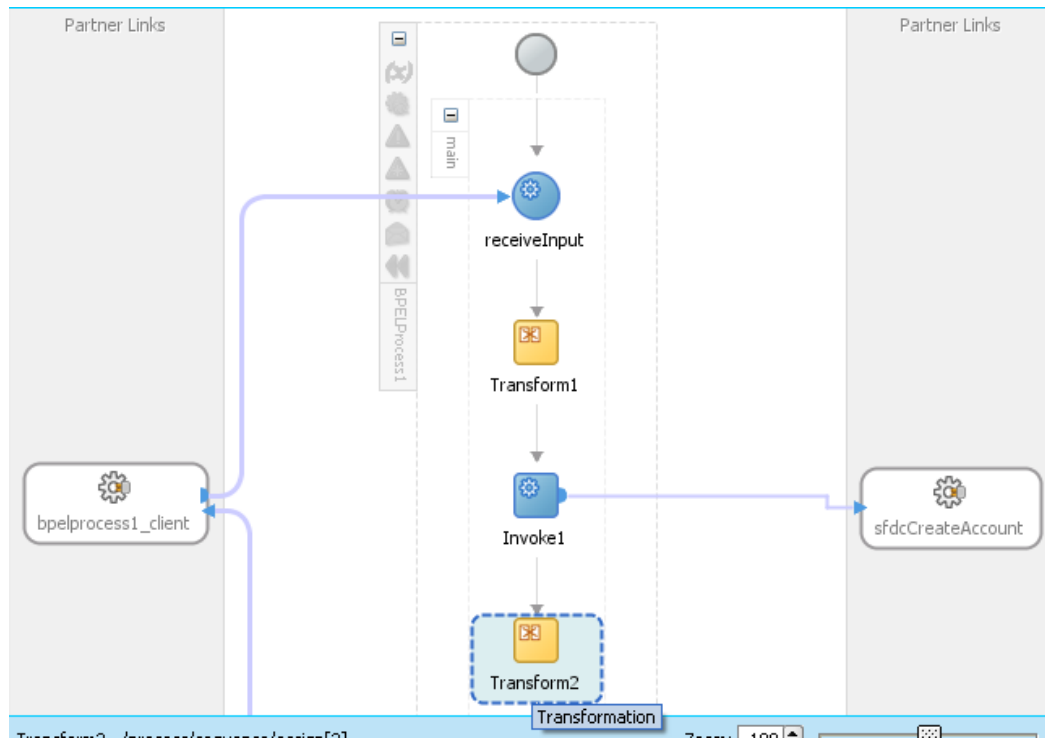 Partner Links
Partner Links
main
receiveInput
BPELProcess1
Transform1
bpelprocess1_client
sfdcCreateAccount
Invoke1
Transform2
Transformation